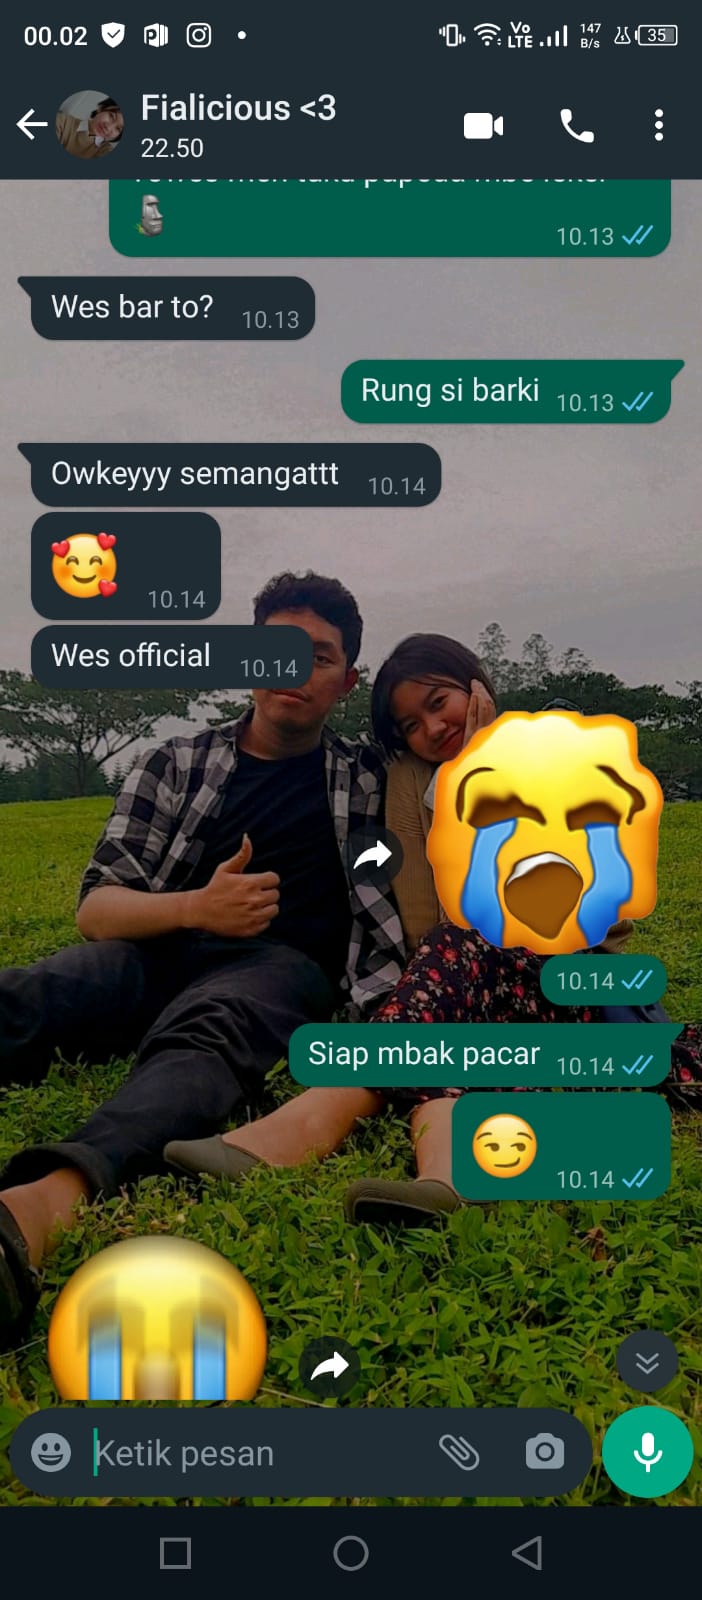 00.02
Vo
LTE
147
B/s
35
Fialicious <3
22.50
10.13
Wes bar to?
10.13
Rung si barki
10.13
Owkeyyy semangattt
10.14
10.14
Wes official
10.14
10.14
Siap mbak pacar
10.14
10.14
Ketik pesan